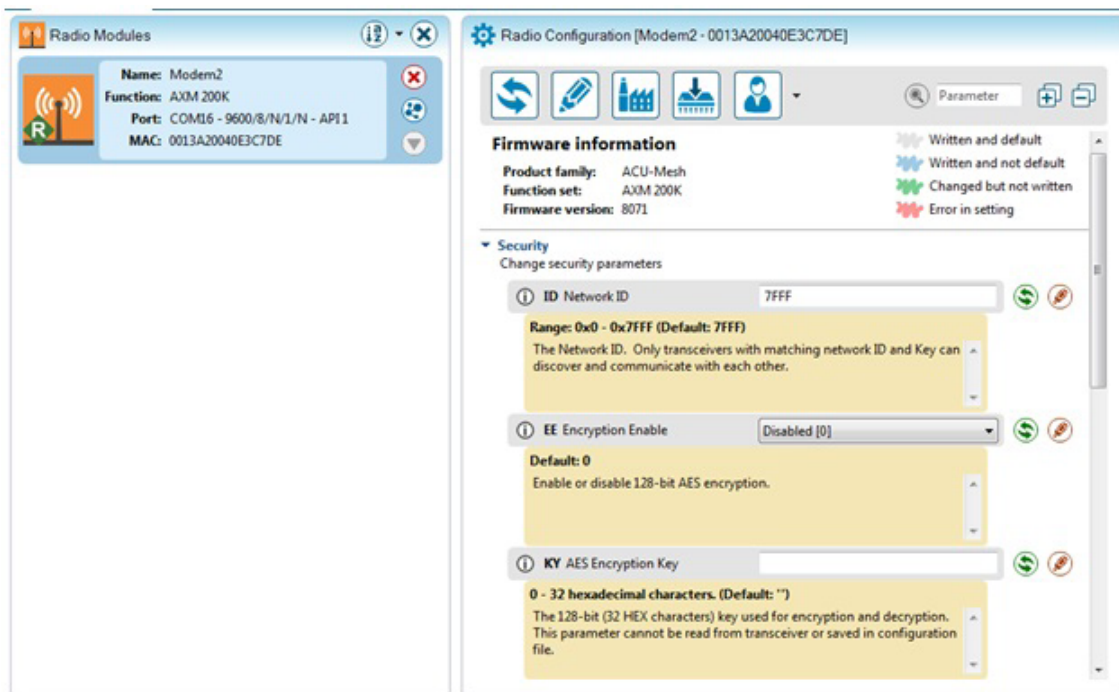 Radio Modules
Name: Modem2
Function: AXM 200K
Port: COM16 - 9600/8/N/1/N - API 1
MAC: 0013A20040E3C7DE
R
Radio Configuration [Modem2 - 0013A20040E3C7DE]
Parameter
Firmware information
Product family: ACU-Mesh
Function set: AXM 200K
Firmware version: 8071
Written and default
Written and not default
Changed but not written
Error in setting
Security
Change security parameters
ID Network ID 7FFF
Range: 0x0 - 0x7FFF (Default: 7FFF)
The Network ID. Only transceivers with matching network ID and Key can
discover and communicate with each other.
EE Encryption Enable Disabled [0]
Default: 0
Enable or disable 128-bit AES encryption.
KY AES Encryption Key
0 - 32 hexadecimal characters. (Default: '')
The 128-bit (32 HEX characters) key used for encryption and decryption.
This parameter cannot be read from transceiver or saved in configuration
file.